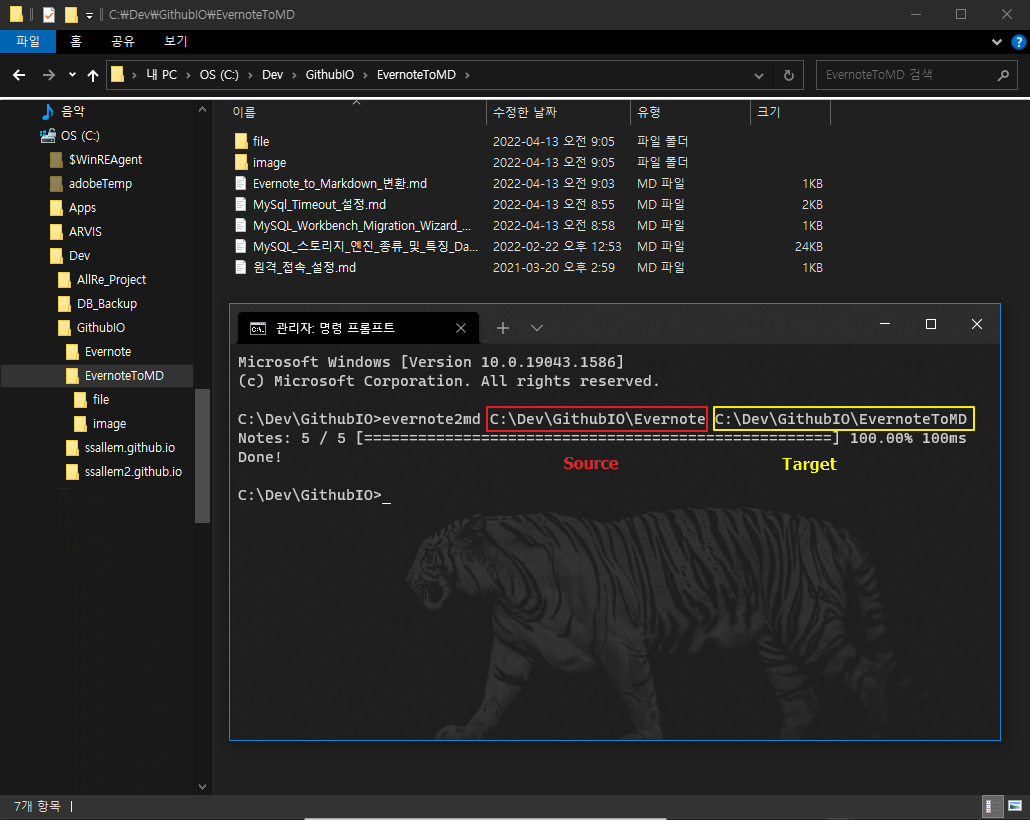 C:\Dev\GithubIO\EvernoteToMD
파일 홈 공유 보기
내 PC > OS (C:) > Dev > GithubIO > EvernoteToMD >
EvernoteToMD 검색
음악
OS (C:)
$WinREAgent
adobeTemp
Apps
ARVIS
Dev
AllRe_Project
DB_Backup
GithubIO
Evernote
EvernoteToMD
file
image
ssallem.github.io
ssallem2.github.io
이름 수정한 날짜 유형 크기
file 2022-04-13 오전 9:05 파일 폴더
image 2022-04-13 오전 9:05 파일 폴더
Evernote_to_Markdown_변환.md 2022-04-13 오전 9:03 MD 파일 1KB
MySql_Timeout_설정.md 2022-04-13 오전 8:55 MD 파일 2KB
MySQL_Workbench_Migration_Wizard_... 2022-04-13 오전 8:58 MD 파일 1KB
MySQL_스토리지_엔진_종류_및_특징_Da... 2022-02-22 오후 12:53 MD 파일 24KB
원격_접속_설정.md 2021-03-20 오후 2:59 MD 파일 1KB
관리자: 명령 프롬프트
Microsoft Windows [Version 10.0.19043.1586]
(c) Microsoft Corporation. All rights reserved.
C:\Dev\GithubIO>evernote2md C:\Dev\GithubIO\Evernote C:\Dev\GithubIO\EvernoteToMD
Notes: 5 / 5 [====================================================] 100.00% 100ms
Done!
Source Target
C:\Dev\GithubIO>_
7개 항목